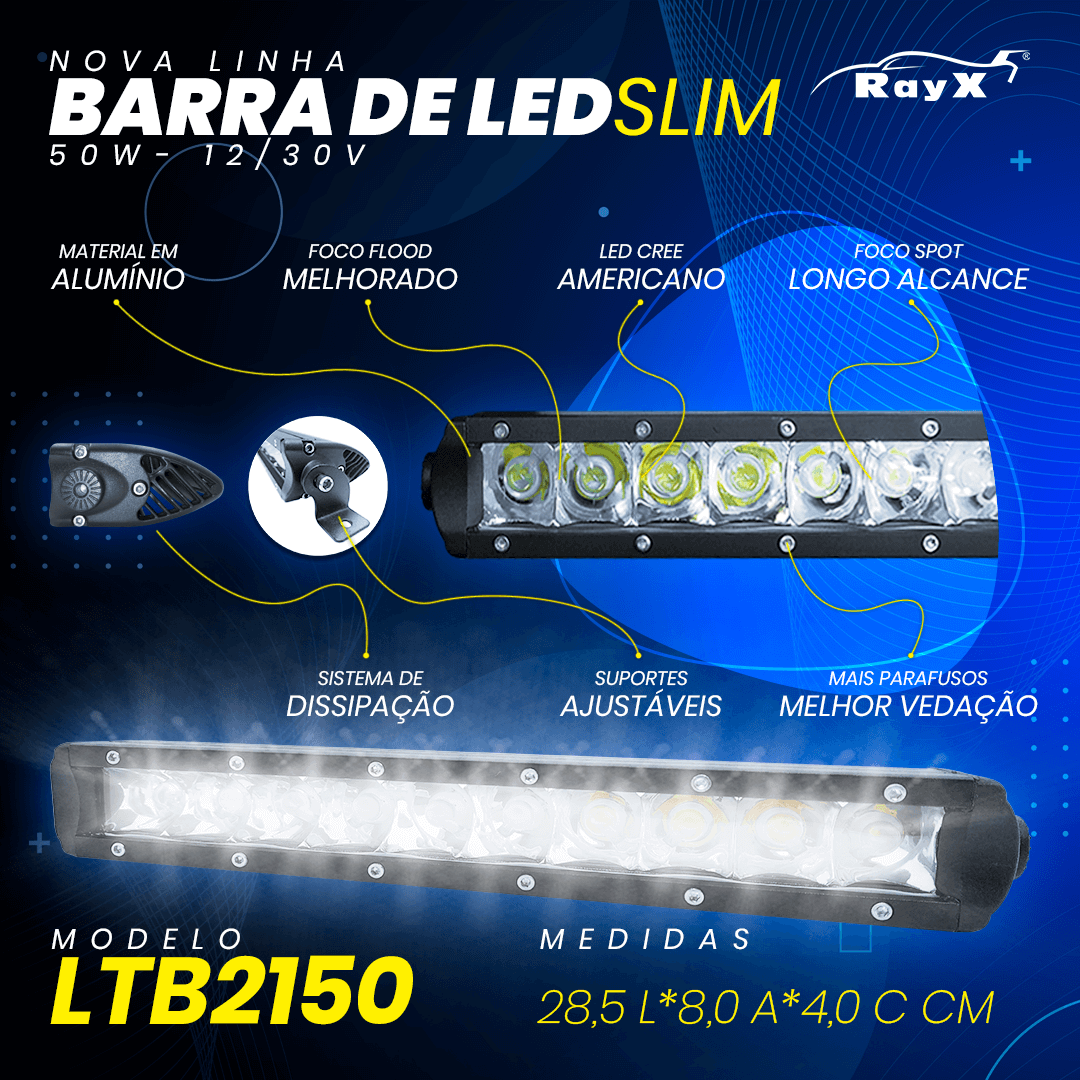 NOVA LINHA
BARRA DE LED SLIM
50W- 12/30V
RayX®
MATERIAL EM
ALUMÍNIO
FOCO FLOOD
MELHORADO
LED CREE
AMERICANO
FOCO SPOT
LONGO ALCANCE
SISTEMA DE
DISSIPAÇÃO
SUPORTES
AJUSTÁVEIS
MAIS PARAFUSOS
MELHOR VEDAÇÃO
MODELO
LTB2150
MEDIDAS
28,5 L*8,0 A*4,0 C CM